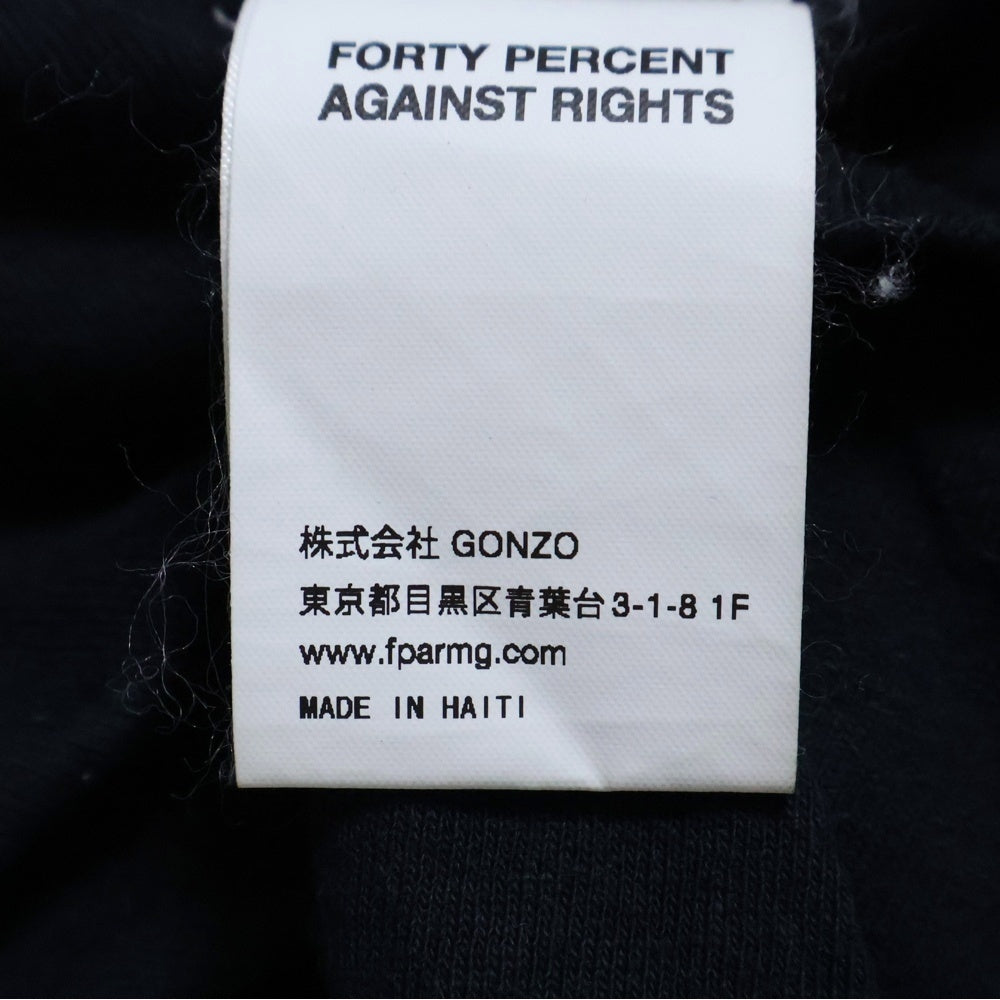 FORTY PERCENT
AGAINST RIGHTS
株式会社 GONZO
東京都目黒区青葉台3-1-8 1F
www.fparmg.com
MADE IN HAITI